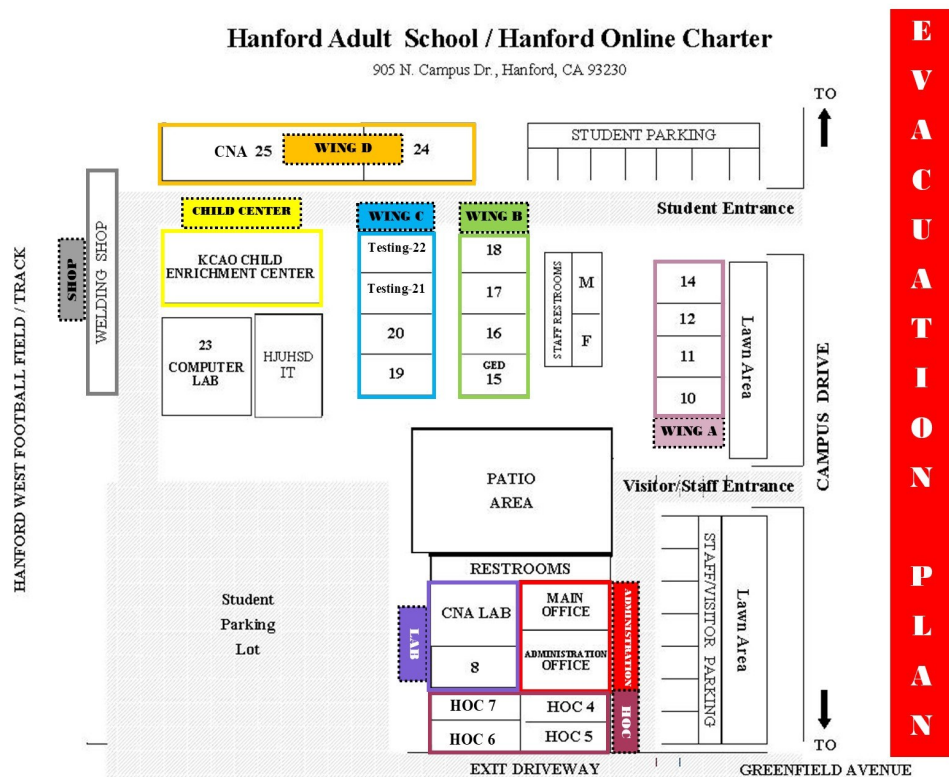 Hanford Adult School / Hanford Online Charter
905 N. Campus Dr., Hanford, CA 93230
EVACUATION PLAN
TO
STUDENT PARKING
CNA 25
WING D
24
Student Entrance
CHILD CENTER
WING C
WING B
KCAO CHILD
ENRICHMENT CENTER
Testing-22
Testing-21
20
19
18
17
16
GED
15
STAFF RESTROOMS
M
F
14
12
11
10
WING A
Lawn Area
CAMPUS DRIVE
SHOP
WELDING SHOP
HANFORD WEST FOOTBALL FIELD / TRACK
23
COMPUTER
LAB
HJUHSD
IT
PATIO
AREA
Visitor/Staff Entrance
RESTROOMS
CNA LAB
8
LAB
MAIN
OFFICE
ADMINISTRATION
OFFICE
ADMINISTRATION
HOC 7
HOC 4
HOC 6
HOC 5
HOC
STAFF/VISITOR PARKING
Lawn Area
Student
Parking
Lot
TO
EXIT DRIVEWAY
GREENFIELD AVENUE